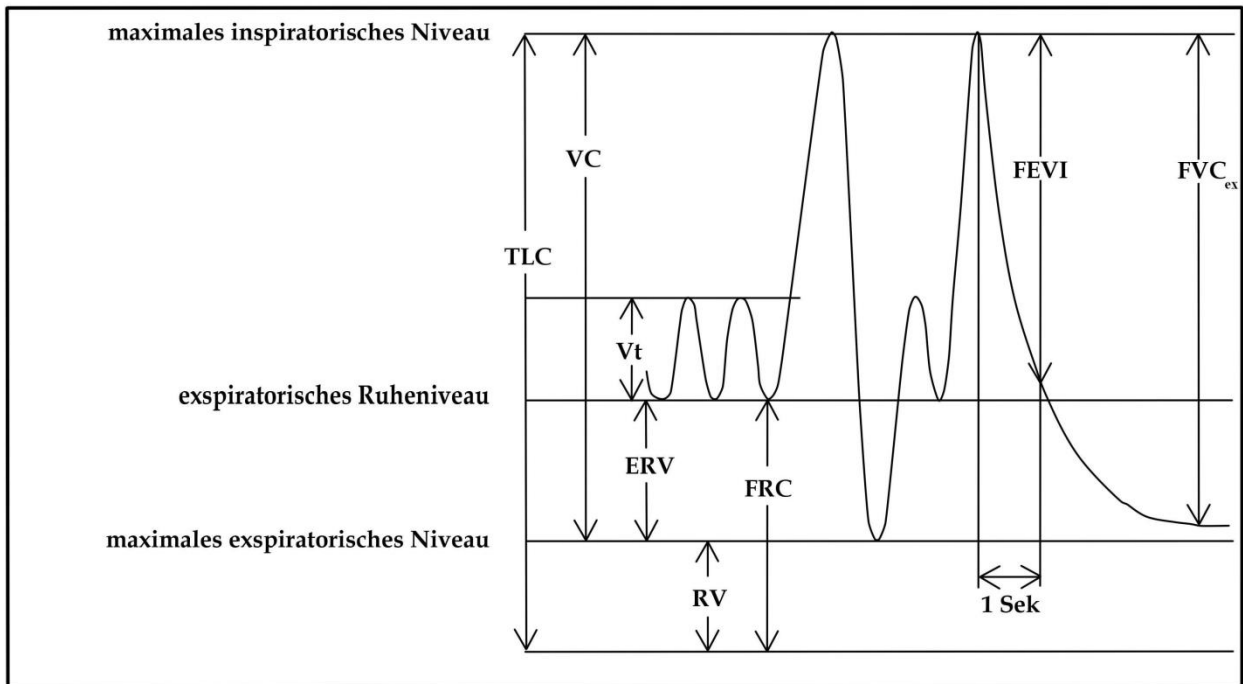 maximales inspiratorisches Niveau
VC
FEVI
FVCex
TLC
Vt
exspiratorisches Ruheniveau
ERV
FRC
maximales exspiratorisches Niveau
RV
1 Sek